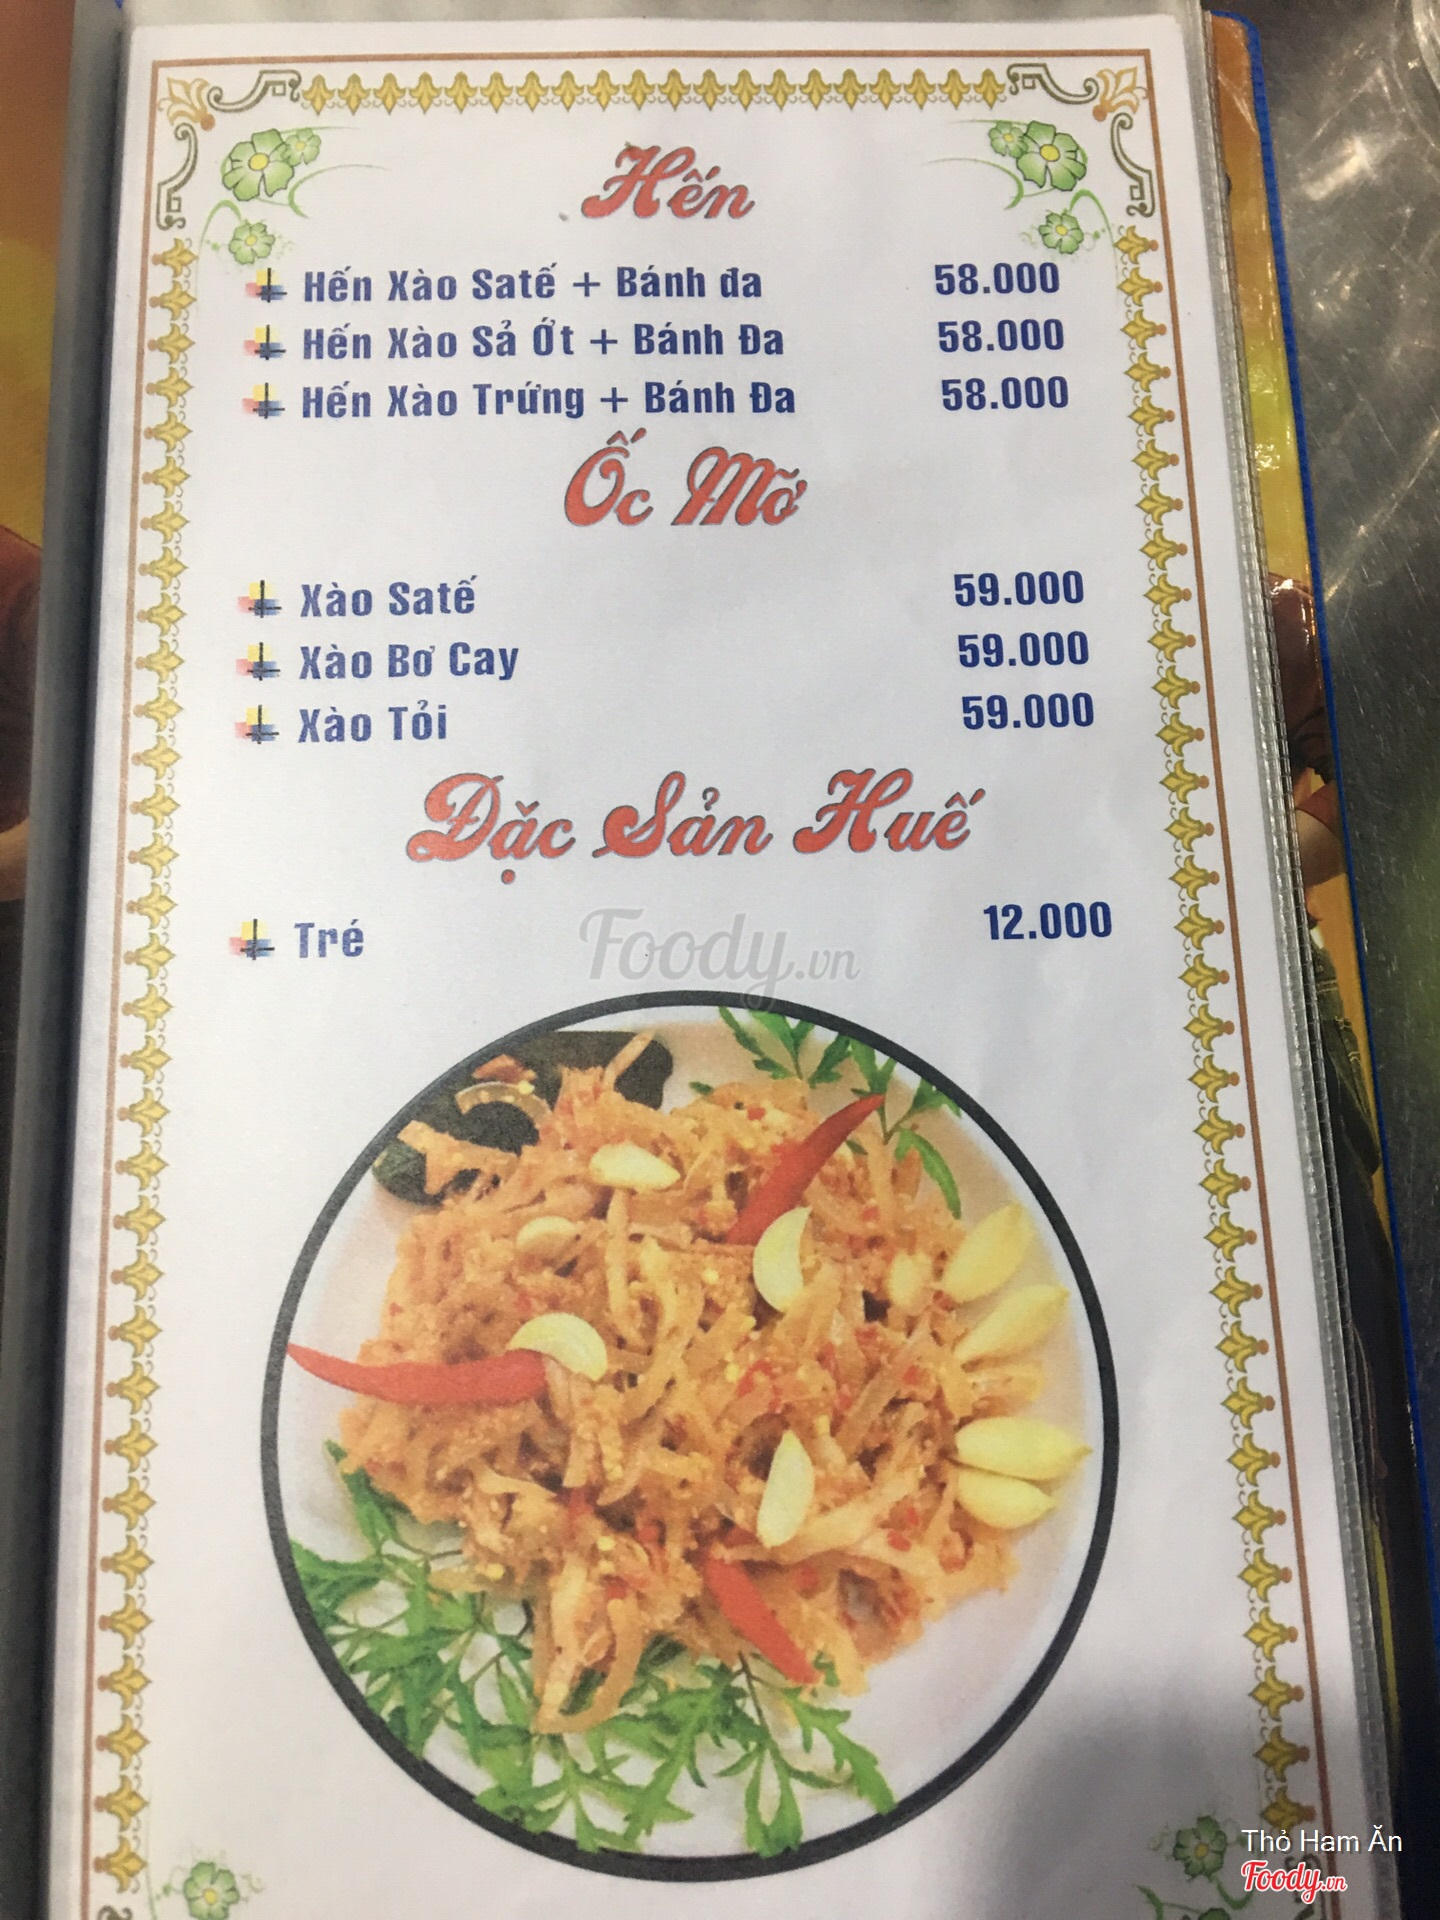 Hến
Hến Xào Satế + Bánh đa 58.000
Hến Xào Sả Ớt + Bánh Đa 58.000
Hến Xào Trứng + Bánh Đa 58.000
Ốc Mỡ
Xào Satế 59.000
Xào Bơ Cay 59.000
Xào Tỏi 59.000
Đặc Sản Huế
Tré 12.000
Foody.vn
Thỏ Ham Ăn
Foody.vn